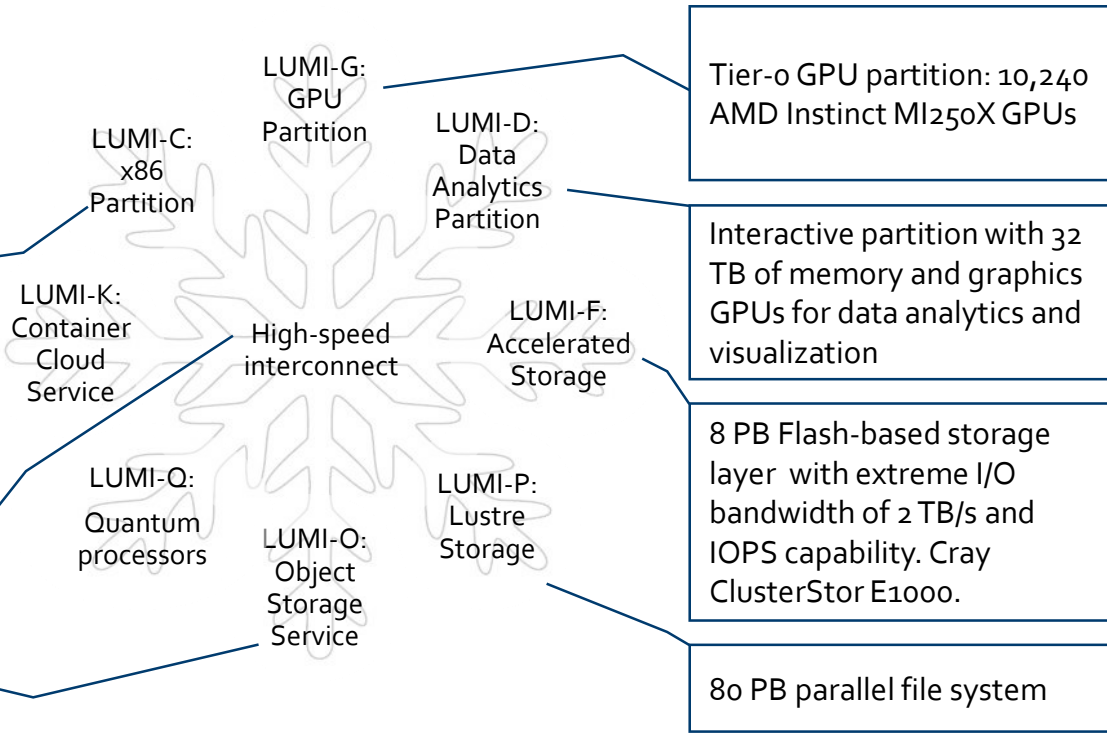 LUMI-G:
GPU
Partition
LUMI-C:
x86
Partition
LUMI-D:
Data
Analytics
Partition
LUMI-K:
Container
Cloud
Service
High-speed
interconnect
LUMI-F:
Accelerated
Storage
LUMI-Q:
Quantum
processors
LUMI-O:
Object
Storage
Service
LUMI-P:
Lustre
Storage
Tier-0 GPU partition: 10,240
AMD Instinct MI250X GPUs
Interactive partition with 32
TB of memory and graphics
GPUs for data analytics and
visualization
8 PB Flash-based storage
layer with extreme I/O
bandwidth of 2 TB/s and
IOPS capability. Cray
ClusterStor E1000.
80 PB parallel file system